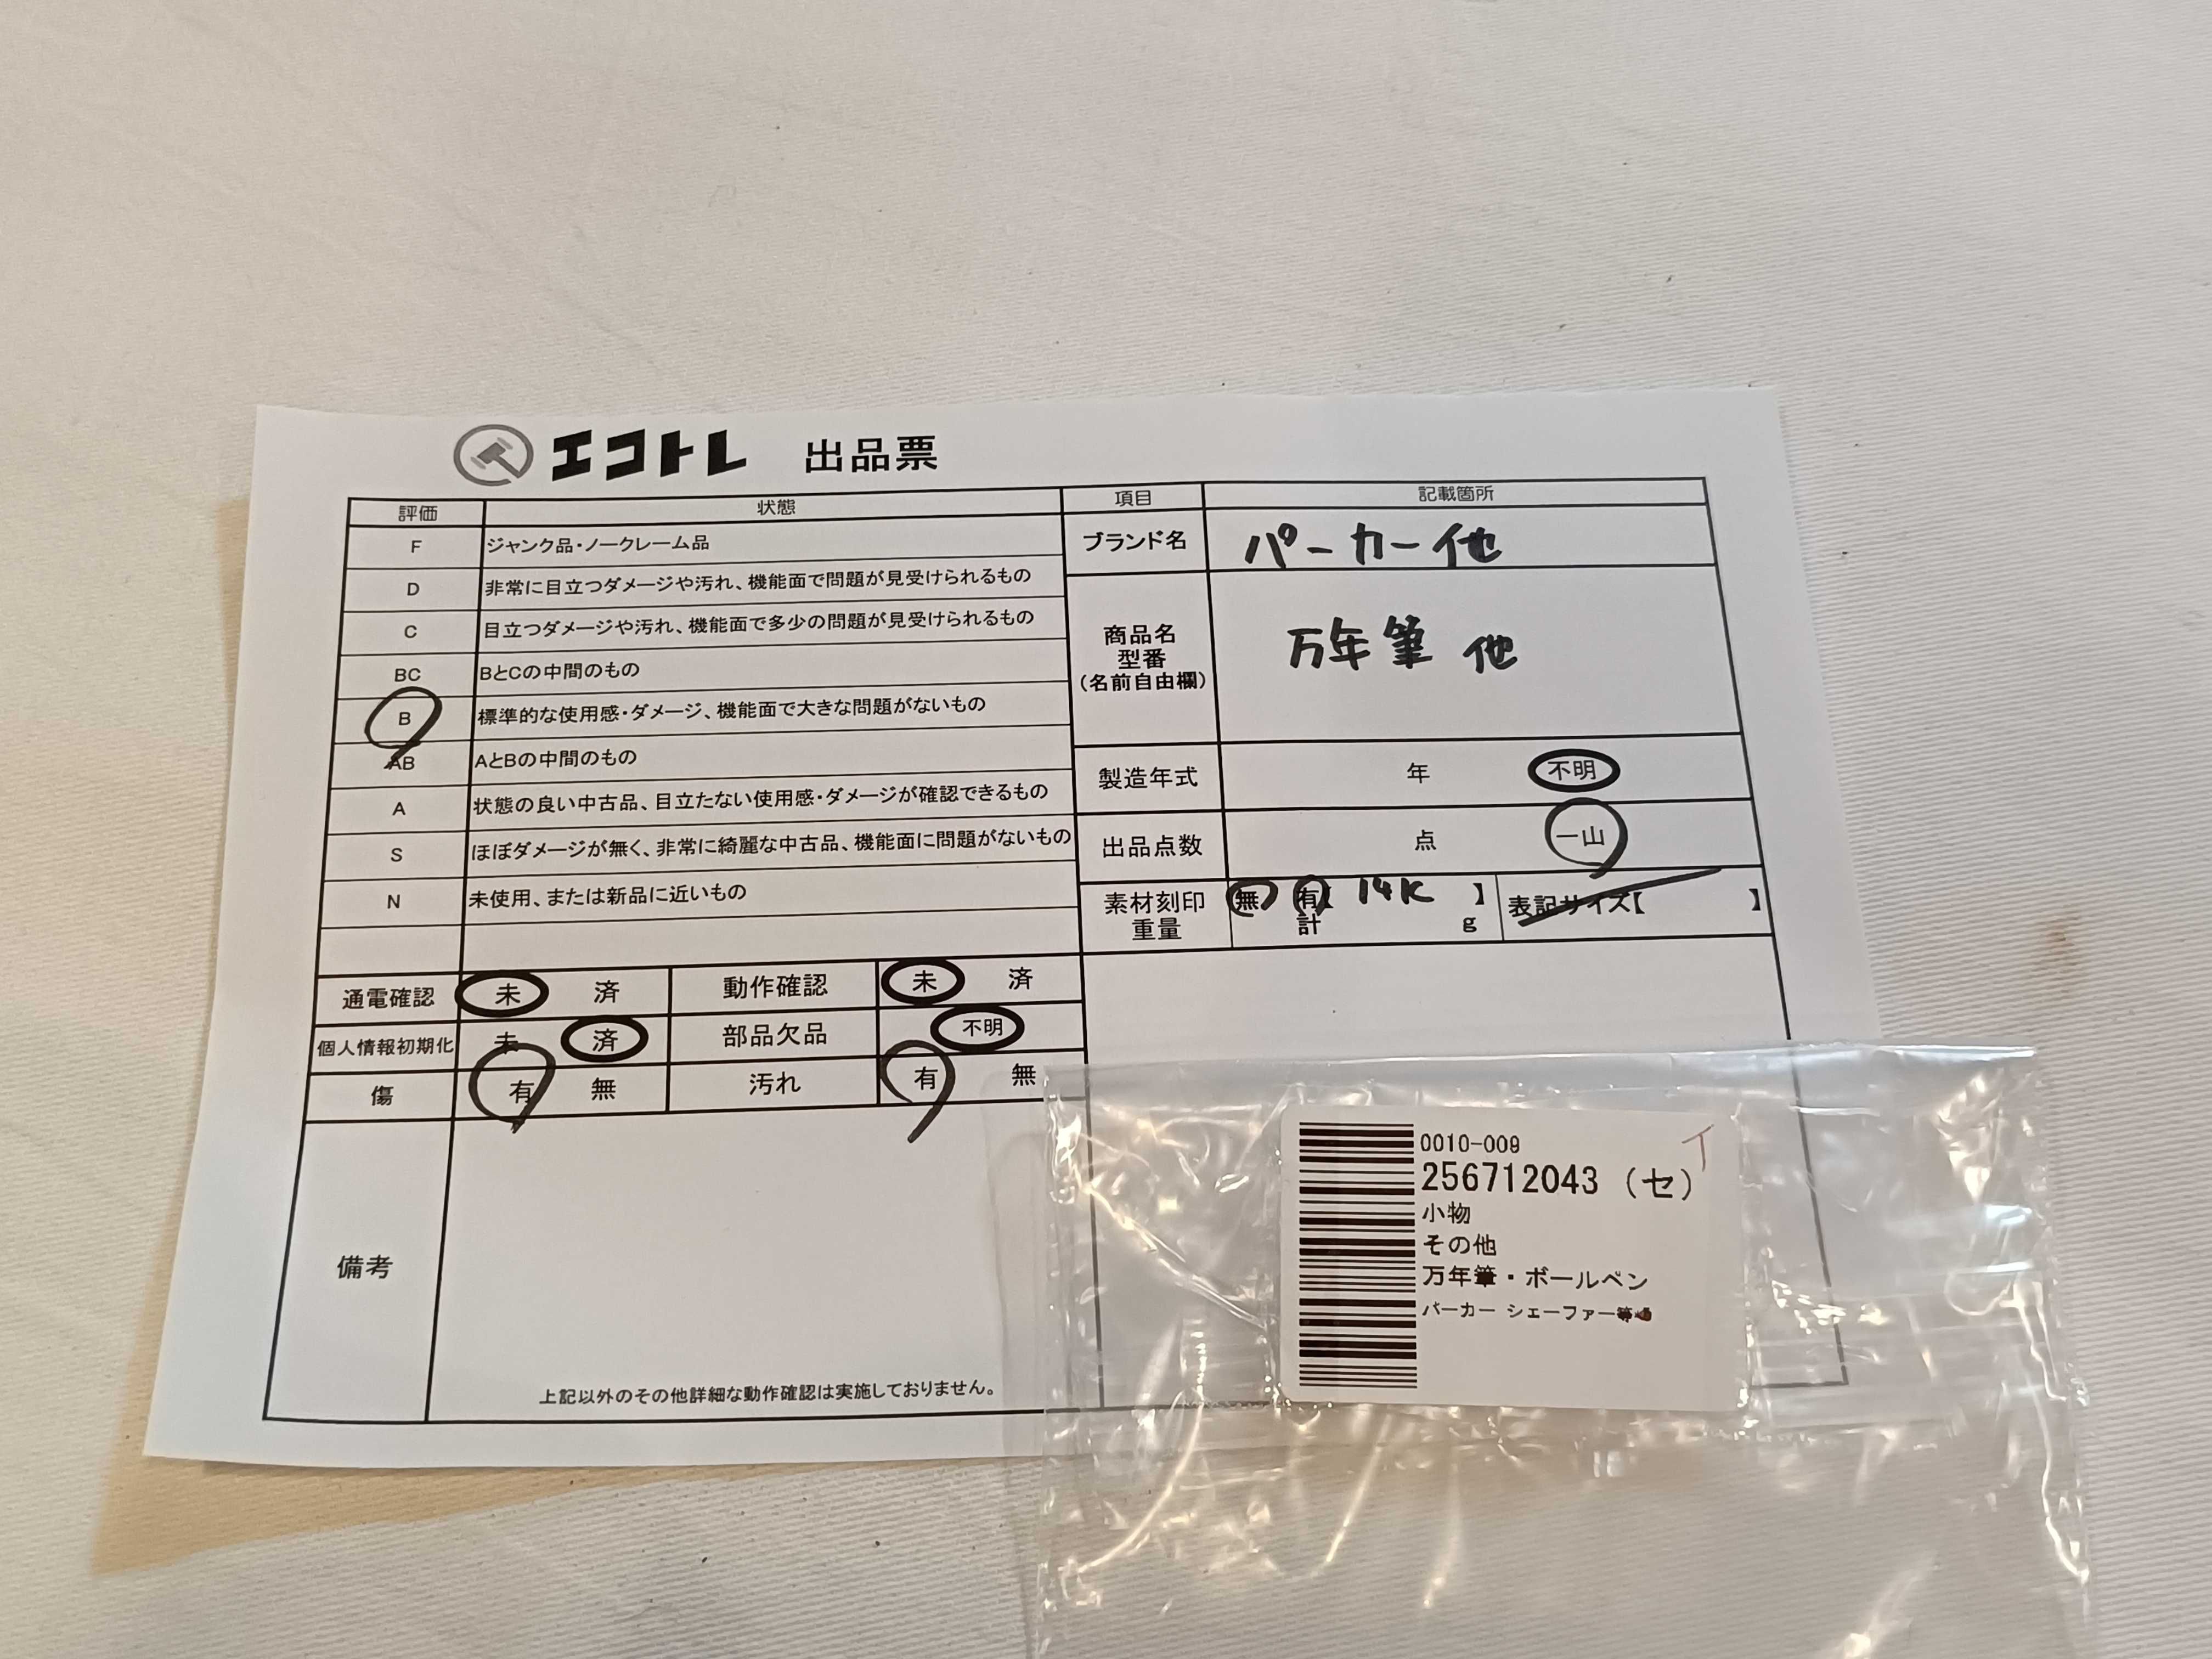 エコトレ 出品票
評価 状態 項目 記載箇所
F ジャンク品・ノークレーム品
D 非常に目立つダメージや汚れ、機能面で問題が見受けられるもの
C 目立つダメージや汚れ、機能面で多少の問題が見受けられるもの
BC BとCの中間のもの
B 標準的な使用感・ダメージ、機能面で大きな問題がないもの
AB AとBの中間のもの
A 状態の良い中古品、目立たない使用感・ダメージが確認できるもの
S ほぼダメージが無く、非常に綺麗な中古品、機能面に問題がないもの
N 未使用、または新品に近いもの
ブランド名 パーカー他
商品名
型番
(名前自由欄)
万年筆 他
製造年式 年 不明
出品点数 点 一山
素材刻印 無 有【 14K 】 表記サイズ【 】
重量 計 g
通電確認 未 済 動作確認 未 済
個人情報初期化 未 済 部品欠品 不明
傷 有 無 汚れ 有 無
備考
上記以外のその他詳細な動作確認は実施しておりません。
0010-009
256712043 (セ)
小物
その他
万年筆・ボールペン
パーカー シェーファー等